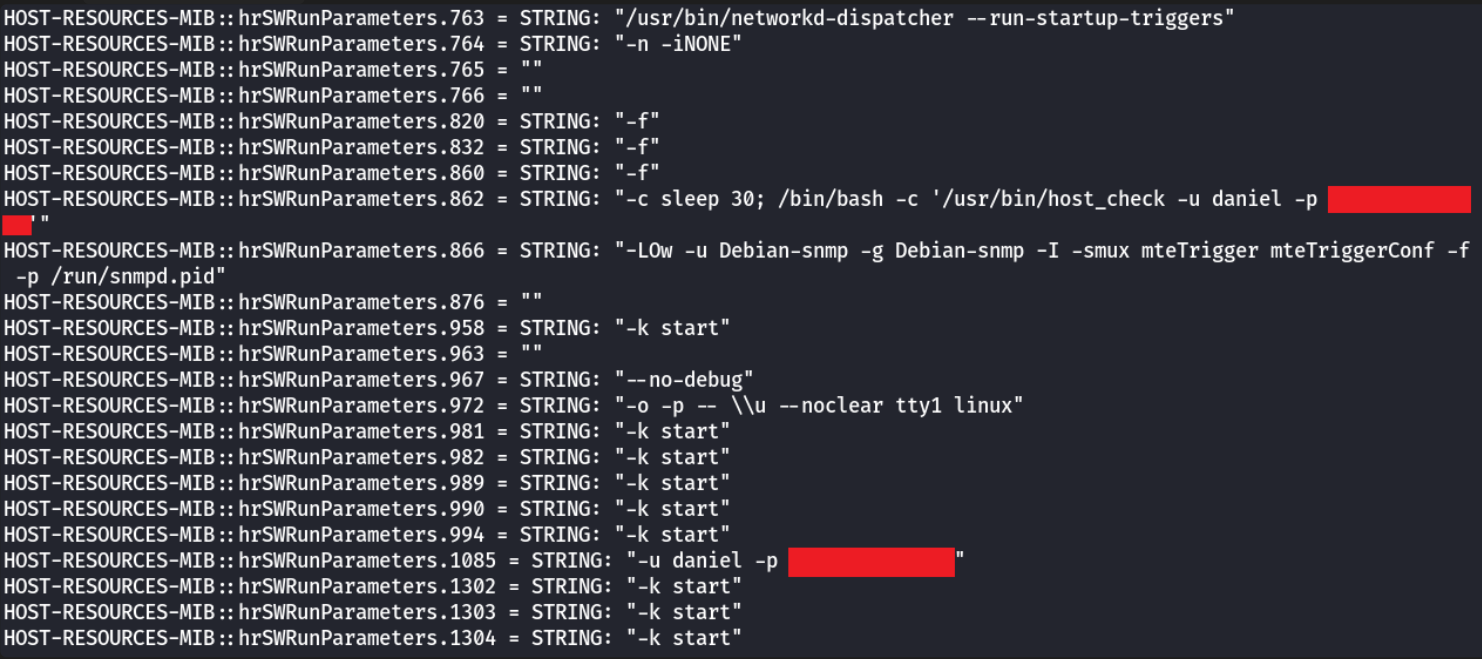 HOST-RESOURCES-MIB::hrSWRunParameters.763 = STRING: "/usr/bin/networkd-dispatcher --run-startup-triggers"
HOST-RESOURCES-MIB::hrSWRunParameters.764 = STRING: "-n -iNONE"
HOST-RESOURCES-MIB::hrSWRunParameters.765 = ""
HOST-RESOURCES-MIB::hrSWRunParameters.766 = ""
HOST-RESOURCES-MIB::hrSWRunParameters.820 = STRING: "-f"
HOST-RESOURCES-MIB::hrSWRunParameters.832 = STRING: "-f"
HOST-RESOURCES-MIB::hrSWRunParameters.860 = STRING: "-f"
HOST-RESOURCES-MIB::hrSWRunParameters.862 = STRING: "-c sleep 30; /bin/bash -c '/usr/bin/host_check -u daniel -p
'"
HOST-RESOURCES-MIB::hrSWRunParameters.866 = STRING: "-LOw -u Debian-snmp -g Debian-snmp -I -smux mteTrigger mteTriggerConf -f
-p /run/snmpd.pid"
HOST-RESOURCES-MIB::hrSWRunParameters.876 = ""
HOST-RESOURCES-MIB::hrSWRunParameters.958 = STRING: "-k start"
HOST-RESOURCES-MIB::hrSWRunParameters.963 = ""
HOST-RESOURCES-MIB::hrSWRunParameters.967 = STRING: "--no-debug"
HOST-RESOURCES-MIB::hrSWRunParameters.972 = STRING: "-o -p -- \\u --noclear tty1 linux"
HOST-RESOURCES-MIB::hrSWRunParameters.981 = STRING: "-k start"
HOST-RESOURCES-MIB::hrSWRunParameters.982 = STRING: "-k start"
HOST-RESOURCES-MIB::hrSWRunParameters.989 = STRING: "-k start"
HOST-RESOURCES-MIB::hrSWRunParameters.990 = STRING: "-k start"
HOST-RESOURCES-MIB::hrSWRunParameters.994 = STRING: "-k start"
HOST-RESOURCES-MIB::hrSWRunParameters.1085 = STRING: "-u daniel -p "
HOST-RESOURCES-MIB::hrSWRunParameters.1302 = STRING: "-k start"
HOST-RESOURCES-MIB::hrSWRunParameters.1303 = STRING: "-k start"
HOST-RESOURCES-MIB::hrSWRunParameters.1304 = STRING: "-k start"